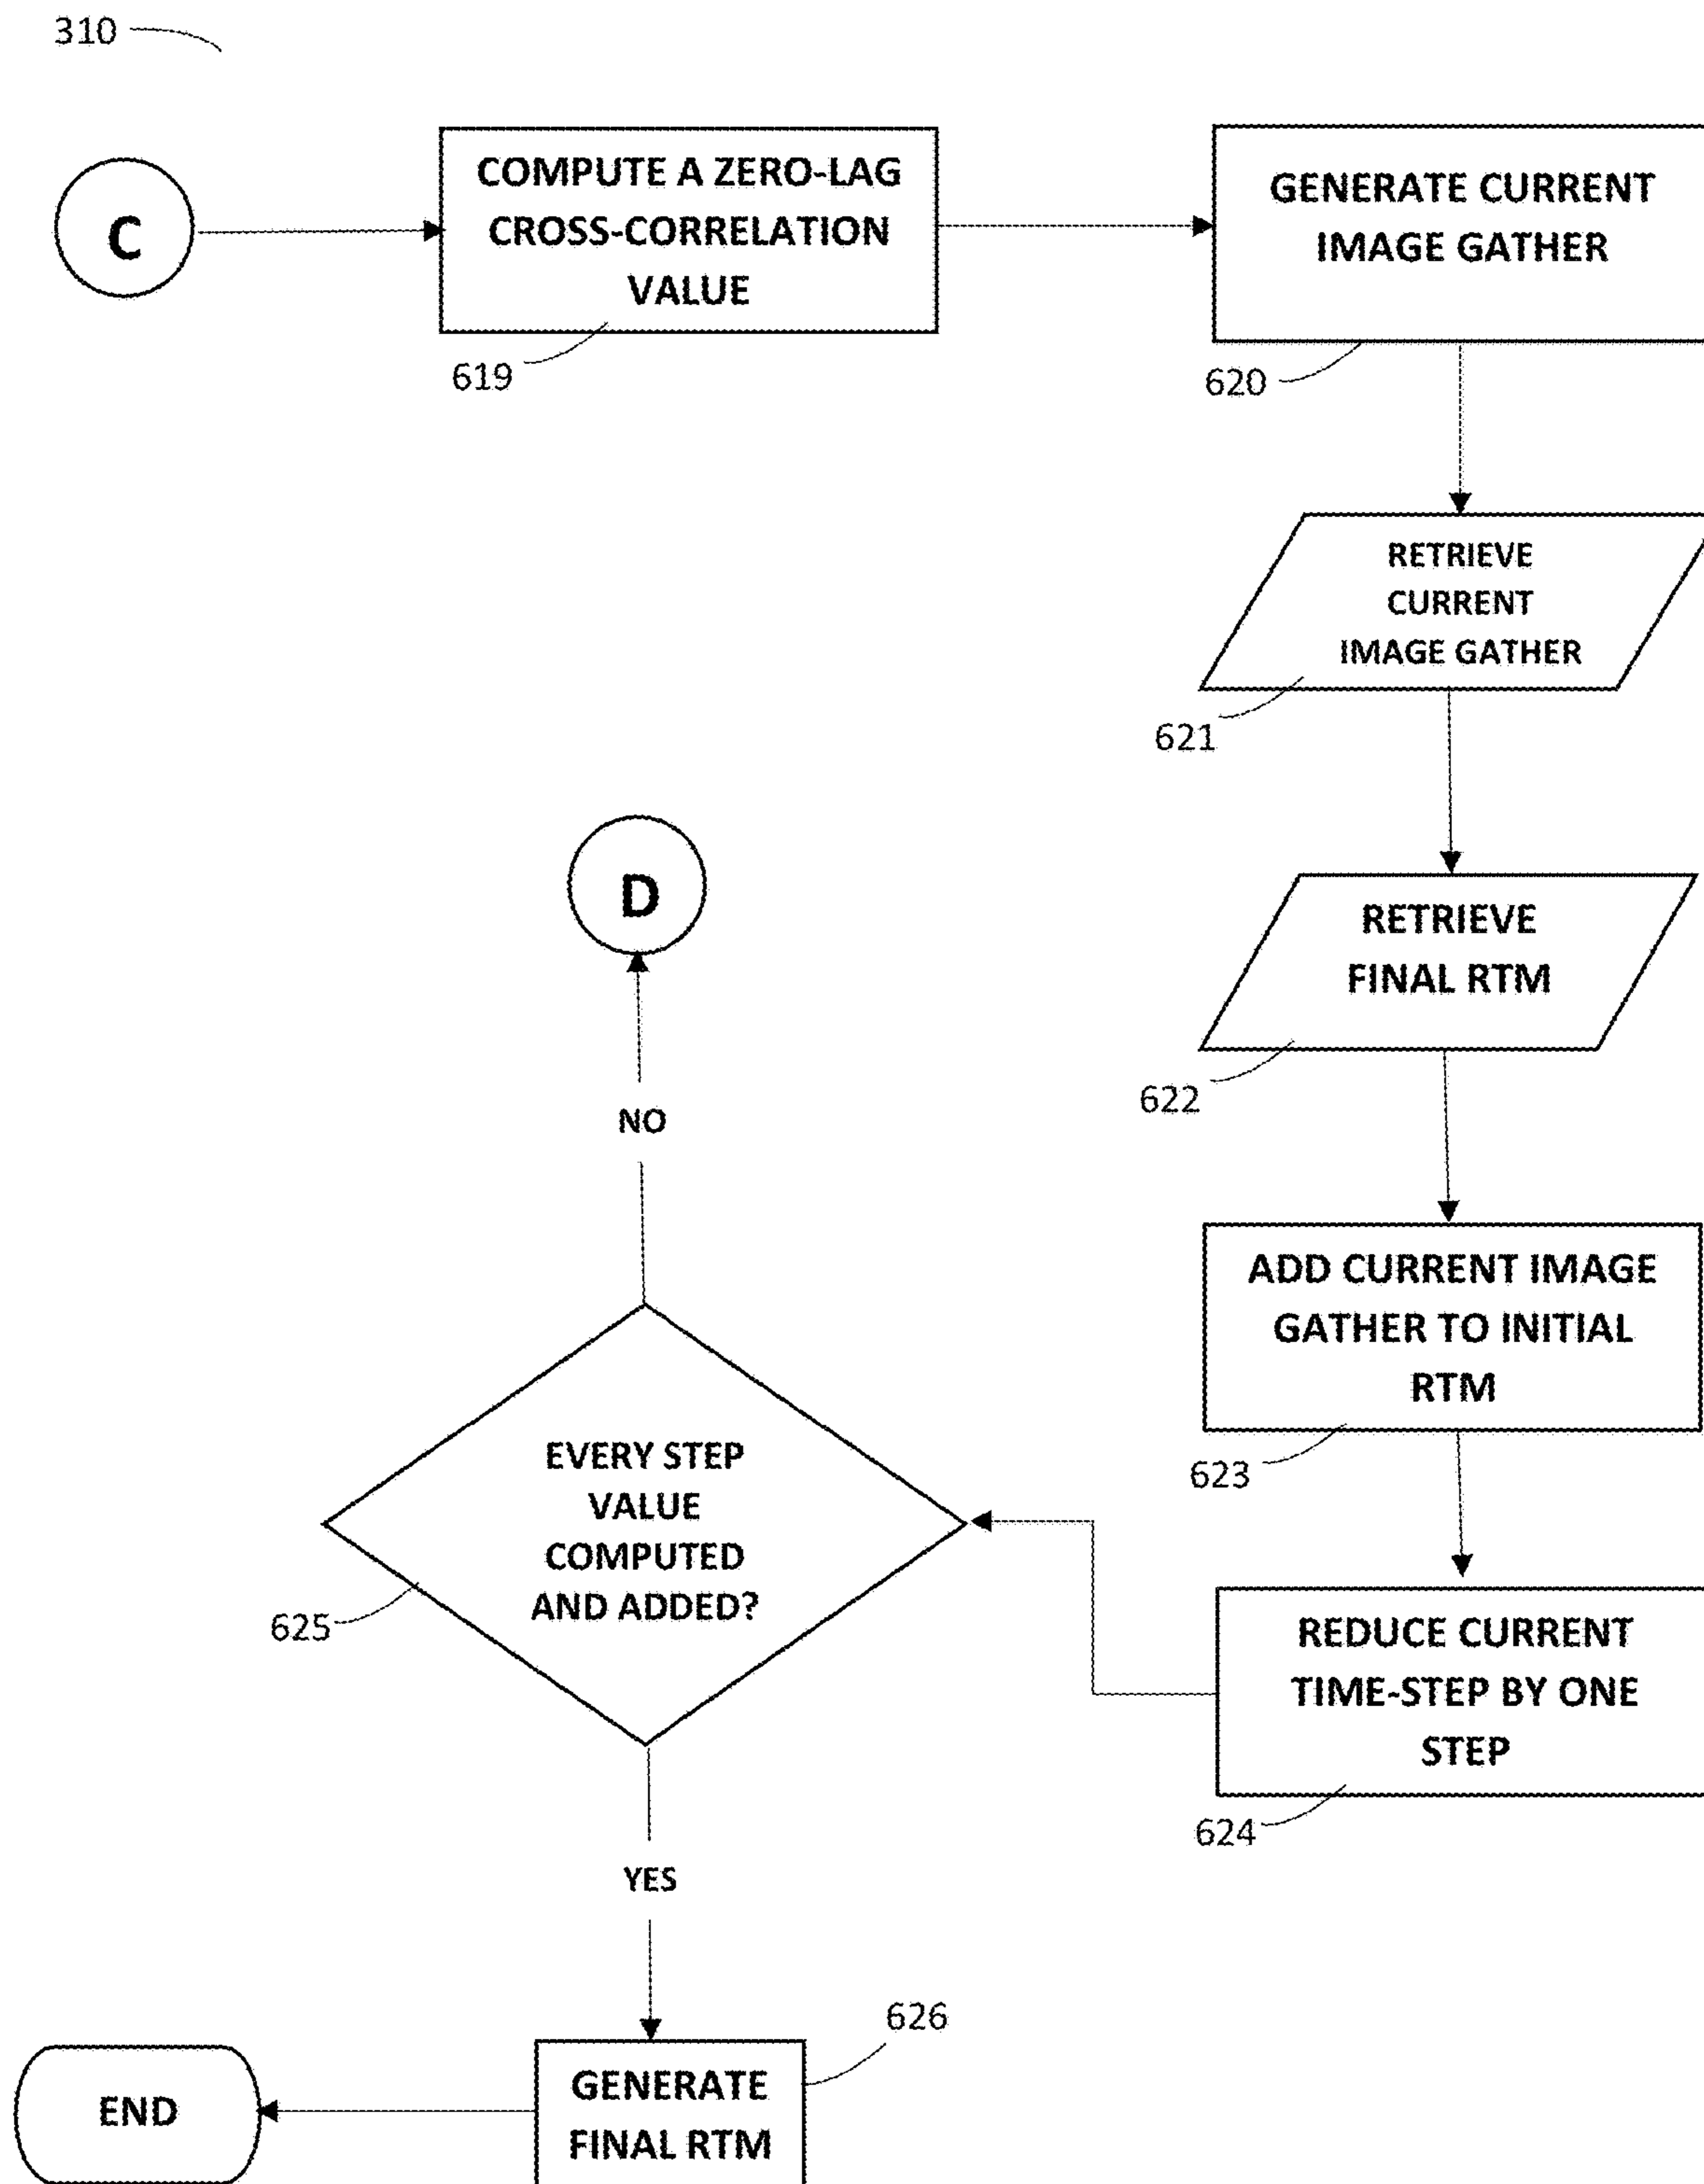 310
C
COMPUTE A ZERO-LAG
CROSS-CORRELATION
VALUE
619
GENERATE CURRENT
IMAGE GATHER
620
RETRIEVE
CURRENT
IMAGE GATHER
621
RETRIEVE
FINAL RTM
622
ADD CURRENT IMAGE
GATHER TO INITIAL
RTM
623
REDUCE CURRENT
TIME-STEP BY ONE
STEP
624
EVERY STEP
VALUE
COMPUTED
AND ADDED?
625
NO
D
YES
GENERATE
FINAL RTM
626
END